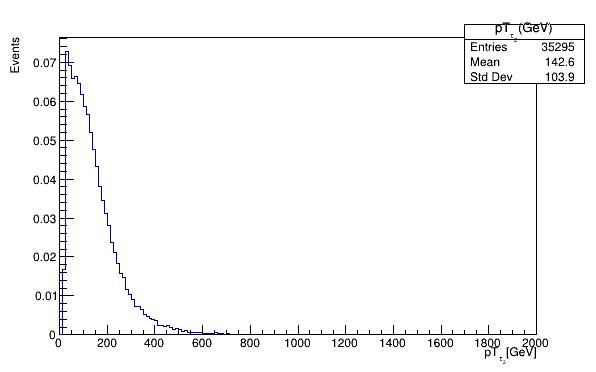 pTτ2(GeV)
Entries 35295
Mean 142.6
Std Dev 103.9
Events
0.07
0.06
0.05
0.04
0.03
0.02
0.01
0
0 200 400 600 800 1000 1200 1400 1600 1800 2000
pTτ2[GeV]